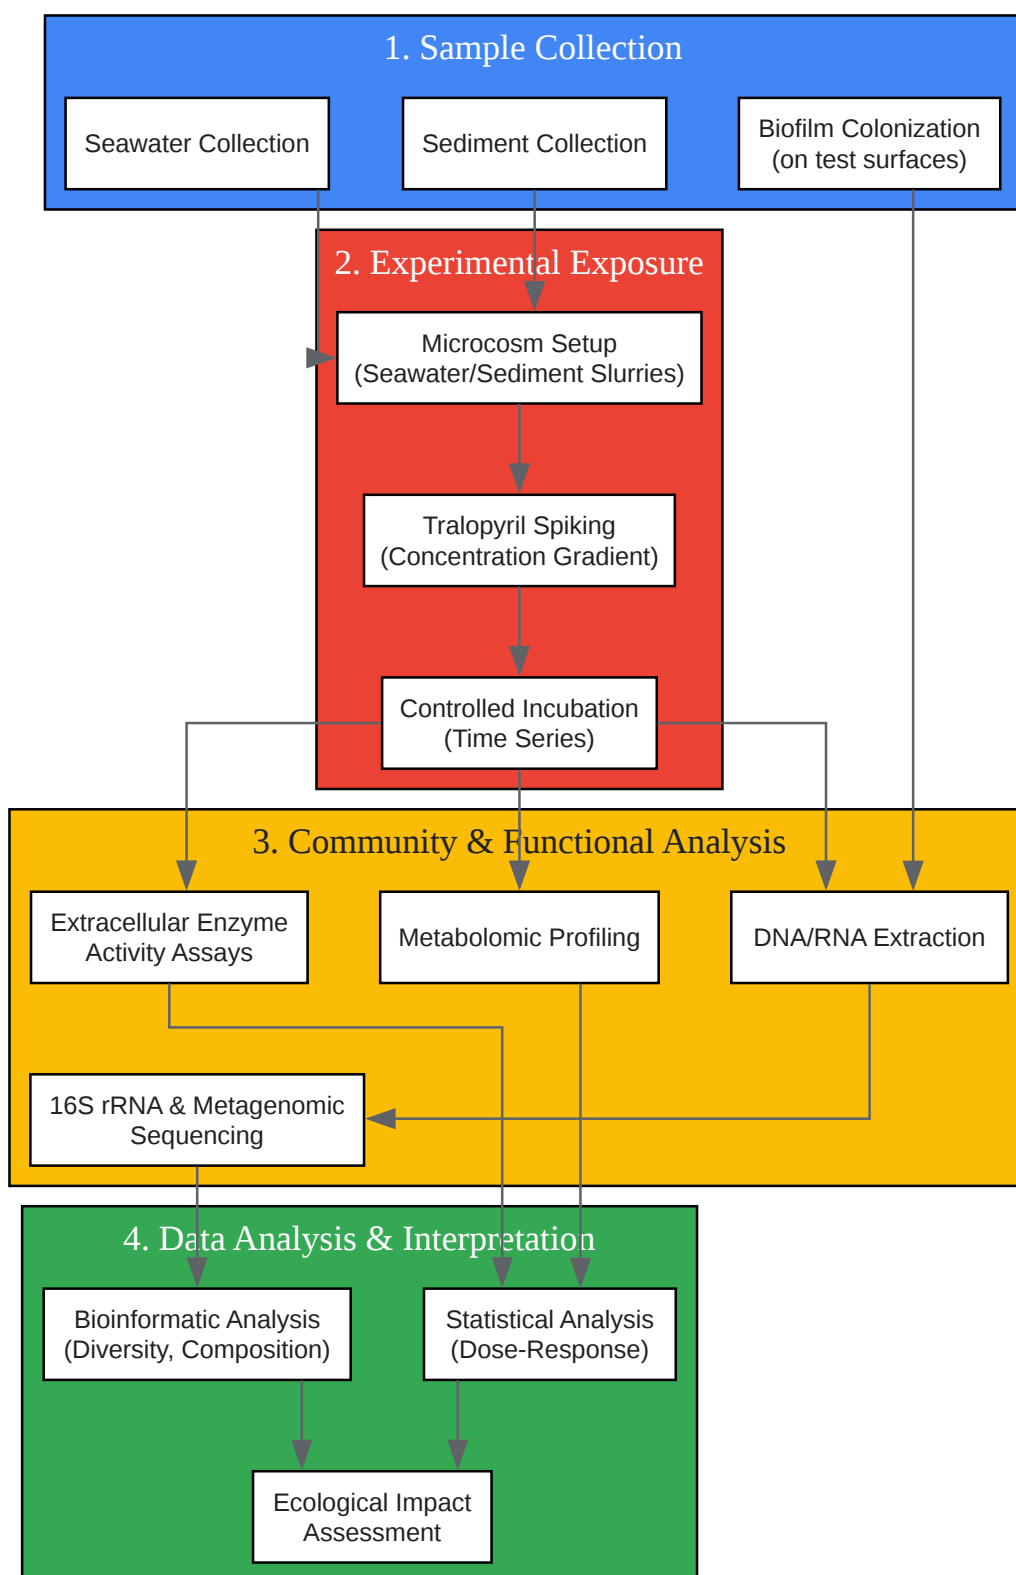 1. Sample Collection
Seawater Collection
Sediment Collection
Biofilm Colonization
(on test surfaces)
2. Experimental Exposure
Microcosm Setup
(Seawater/Sediment Slurries)
Tralopyril Spiking
(Concentration Gradient)
Controlled Incubation
(Time Series)
3. Community & Functional Analysis
Extracellular Enzyme
Activity Assays
Metabolomic Profiling
DNA/RNA Extraction
16S rRNA & Metagenomic
Sequencing
4. Data Analysis & Interpretation
Bioinformatic Analysis
(Diversity, Composition)
Statistical Analysis
(Dose-Response)
Ecological Impact
Assessment